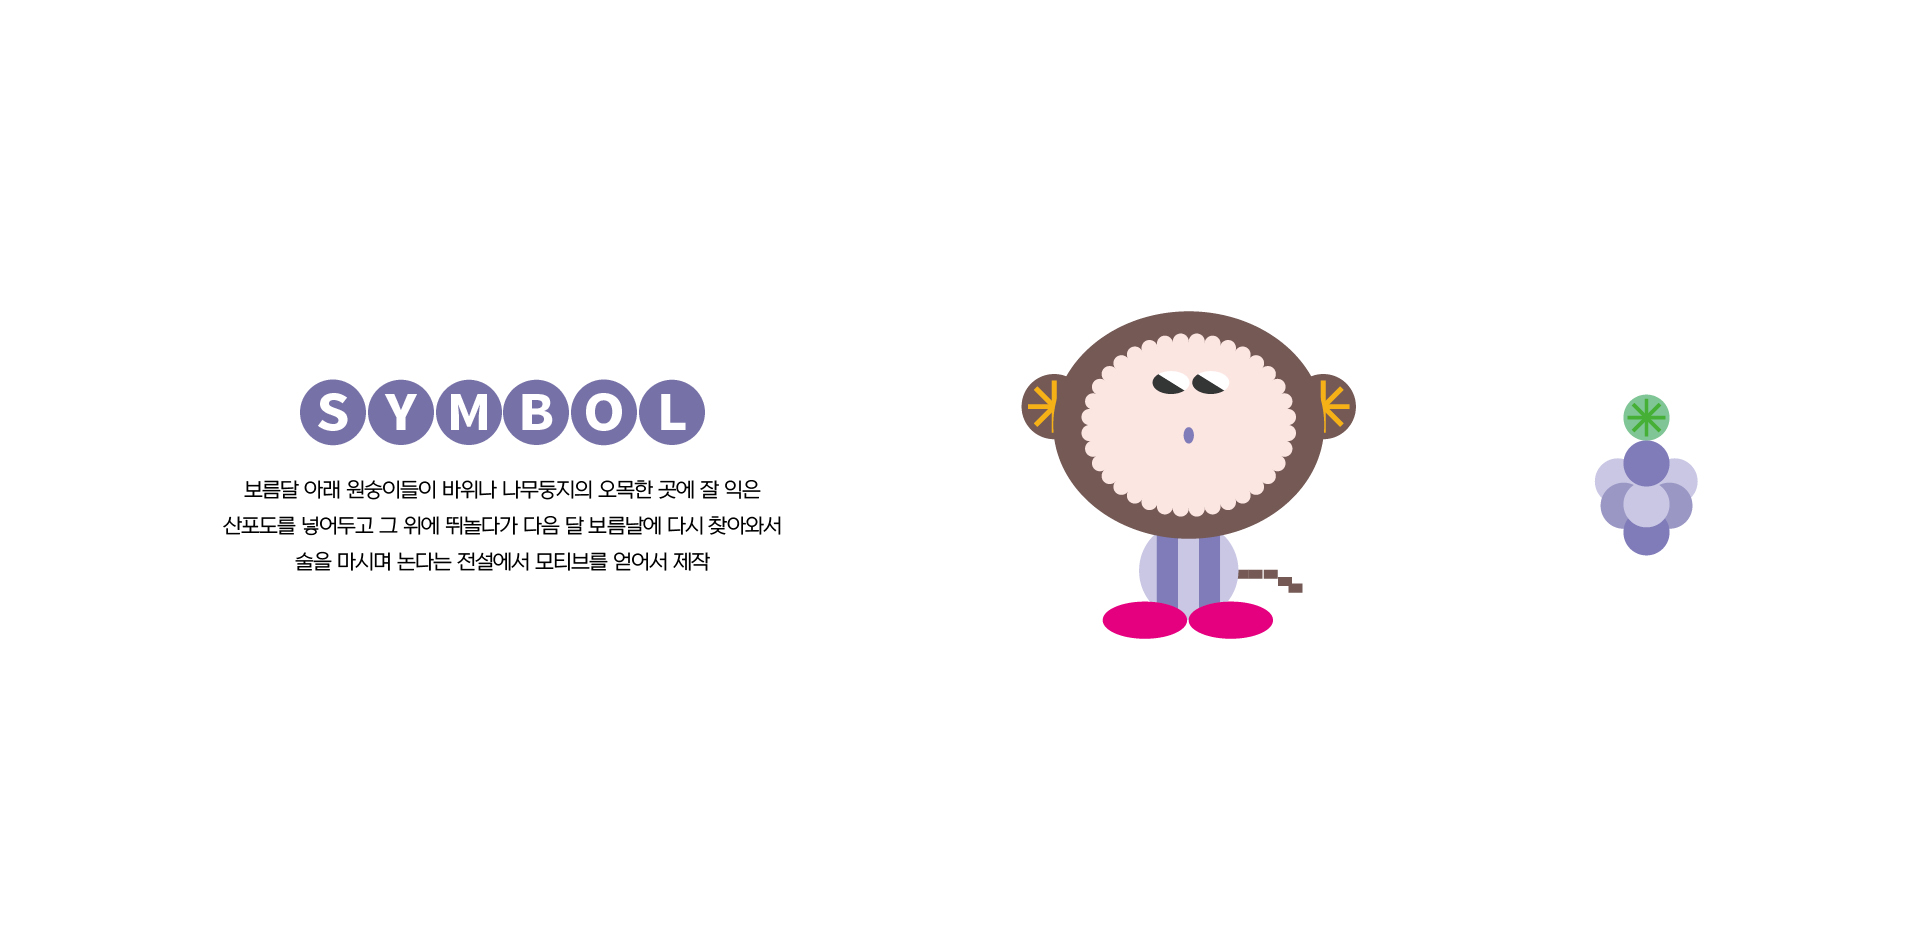 SYMBOL
보름달 아래 원숭이들이 바위나 나무둥지의 오목한 곳에 잘 익은
산포도를 넣어두고 그 위에 뛰놀다가 다음 달 보름날에 다시 찾아와서
술을 마시며 논다는 전설에서 모티브를 얻어서 제작